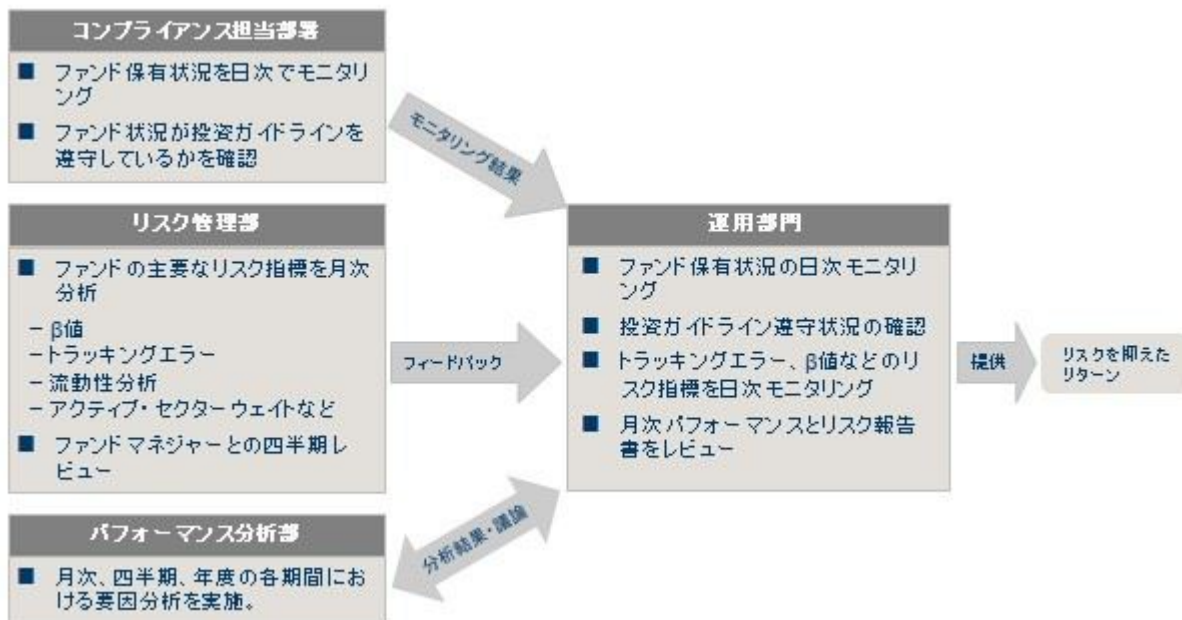 コンプライアンス担当部署
■ ファンド保有状況を日次でモニタリ
ング
■ ファンド状況が投資ガイドラインを
遵守しているかを確認
モニタリング結果
リスク管理部
■ ファンドの主要なリスク指標を月次
分析
－β値
－トラッキングエラー
－流動性分析
－アクティブ・セクターウェイトなど
■ ファンドマネジャーとの四半期レ
ビュー
フィードバック
パフォーマンス分析部
■ 月次、四半期、年度の各期間にお
ける要因分析を実施。
分析結果・議論
運用部門
■ ファンド保有状況の日次モニタリ
ング
■ 投資ガイドライン遵守状況の確認
■ トラッキングエラー、β値などのリ
スク指標を日次モニタリング
■ 月次パフォーマンスとリスク報告
書をレビュー
提供
リスクを抑えた
リターン